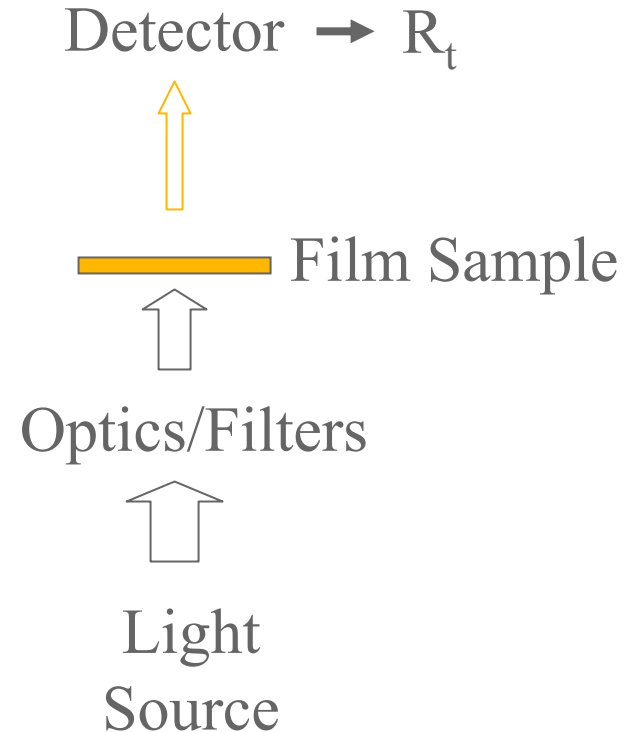 Detector → Rt
Film Sample
Optics/Filters
Light
Source